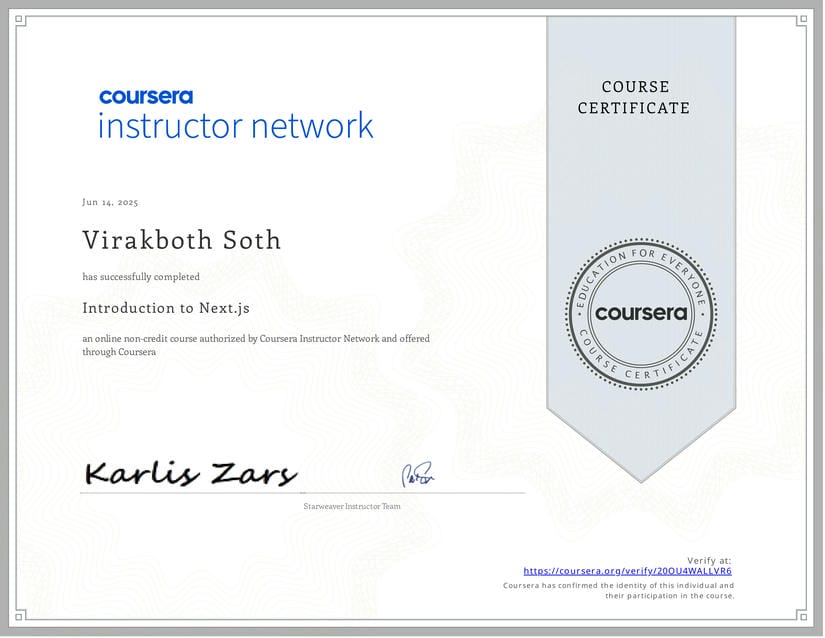 coursera
instructor network
COURSE
CERTIFICATE
Jun 14, 2025
Virakboth Soth
has successfully completed
Introduction to Next.js
an online non-credit course authorized by Coursera Instructor Network and offered
through Coursera
EDUCATION FOR EVERYONE
coursera
COURSE CERTIFICATE
Karlis Zars
Starweaver Instructor Team
Verify at:
https://coursera.org/verify/20OU4WALLVR6
Coursera has confirmed the identity of this individual and
their participation in the course.